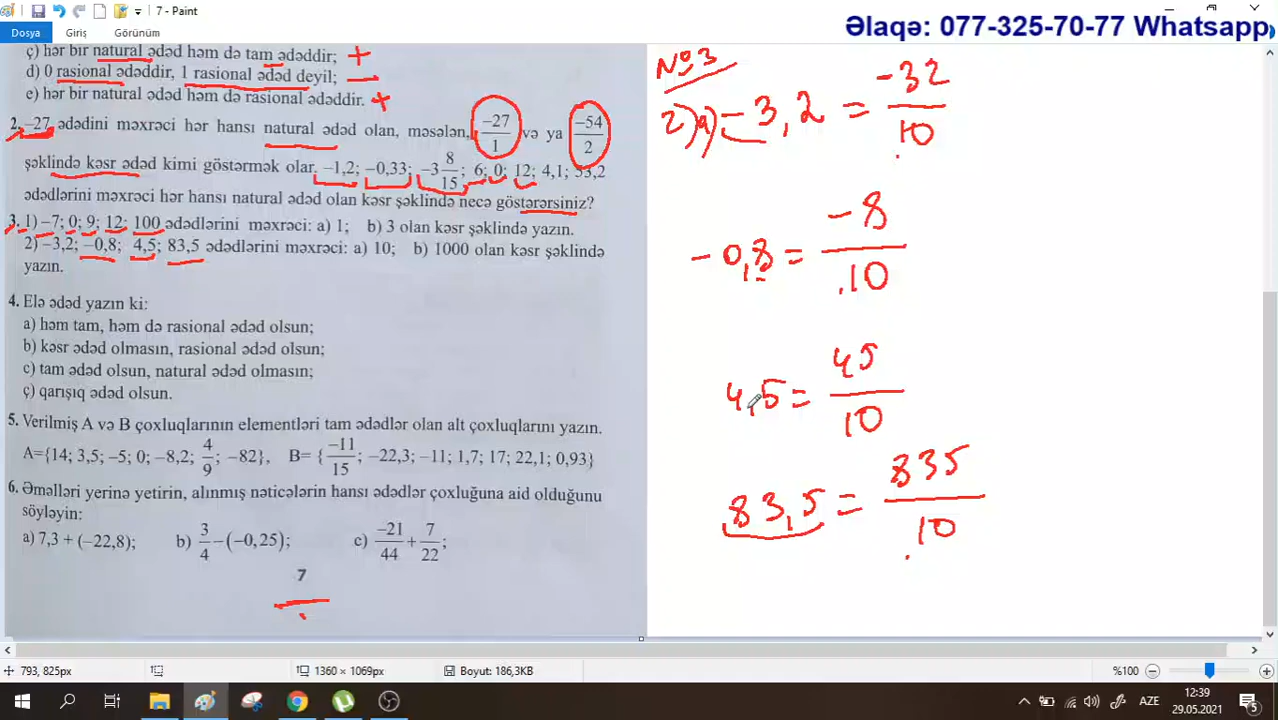 7 - Paint
Əlaqə: 077-325-70-77 Whatsapp
Dosya Giriş Görünüm
ç) hər bir natural ədəd həm də tam ədəddir; +
d) 0 rasional ədəddir, 1 rasional ədəd deyil; —
e) hər bir natural ədəd həm də rasional ədəddir. +
2. –27 ədədini məxrəci hər hansı natural ədəd olan, məsələn, –27/1 və ya –54/2
şəklində kəsr ədəd kimi göstərmək olar. –1,2; –0,33; –3 8/15; 6; 0; 12; 4,1; 53,2
ədədlərini məxrəci hər hansı natural ədəd olan kəsr şəklində necə göstərərsiniz?
3. 1) –7; 0; 9; 12; 100 ədədlərini məxrəci: a) 1; b) 3 olan kəsr şəklində yazın.
2) –3,2; –0,8; 4,5; 83,5 ədədlərini məxrəci: a) 10; b) 1000 olan kəsr şəklində
yazın.
4. Elə ədəd yazın ki:
a) həm tam, həm də rasional ədəd olsun;
b) kəsr ədəd olmasın, rasional ədəd olsun;
c) tam ədəd olsun, natural ədəd olmasın;
ç) qarışıq ədəd olsun.
5. Verilmiş A və B çoxluqlarının elementləri tam ədədlər olan alt çoxluqlarını yazın.
A={14; 3,5; –5; 0; –8,2; 4/9; –82}, B= {–11/15; –22,3; –11; 1,7; 17; 22,1; 0,93}
6. Əməlləri yerinə yetirin, alınmış nəticələrin hansı ədədlər çoxluğuna aid olduğunu
söyləyin:
a) 7,3 + (–22,8); b) 3/4 – (–0,25); c) –21/44 + 7/22;
7
№3
2) a) –3,2 = –32/10
–0,8 = –8/10
4,5 = 45/10
83,5 = 835/10
793, 825px 1360 × 1069px Boyut: 186,3KB %100
AZE 12:39
29.05.2021 5